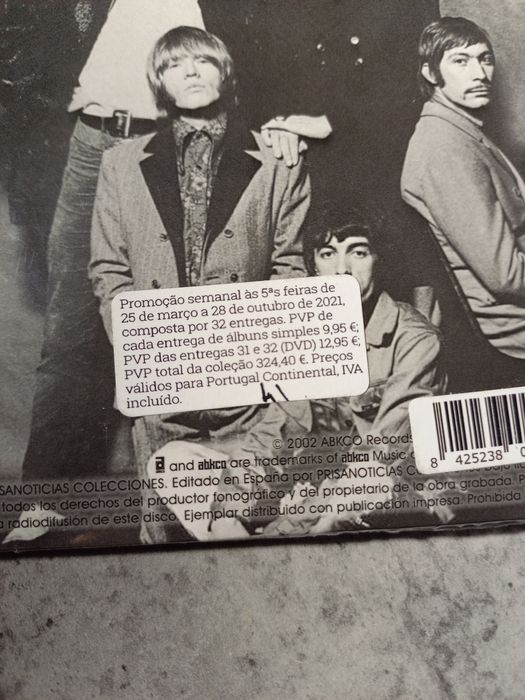 Promoção semanal às 5ªs feiras de
25 de março a 28 de outubro de 2021,
composta por 32 entregas. PVP de
cada entrega de álbuns simples 9,95 €;
PVP das entregas 31 e 32 (DVD) 12,95 €;
PVP total da coleção 324,40 €. Preços
válidos para Portugal Continental, IVA
incluído.
© 2002 ABKCO Records
and abkco are trademarks of abkco Music
8 425238 0
SANOTICIAS COLECCIONES. Editado en España por PRISANOTICIAS COLECCIONES bajo
todos los derechos del productor fonográfico y del propietario de la obra grabada.
radiodifusión de este disco. Ejemplar distribuido con publicación impresa. Prohibida